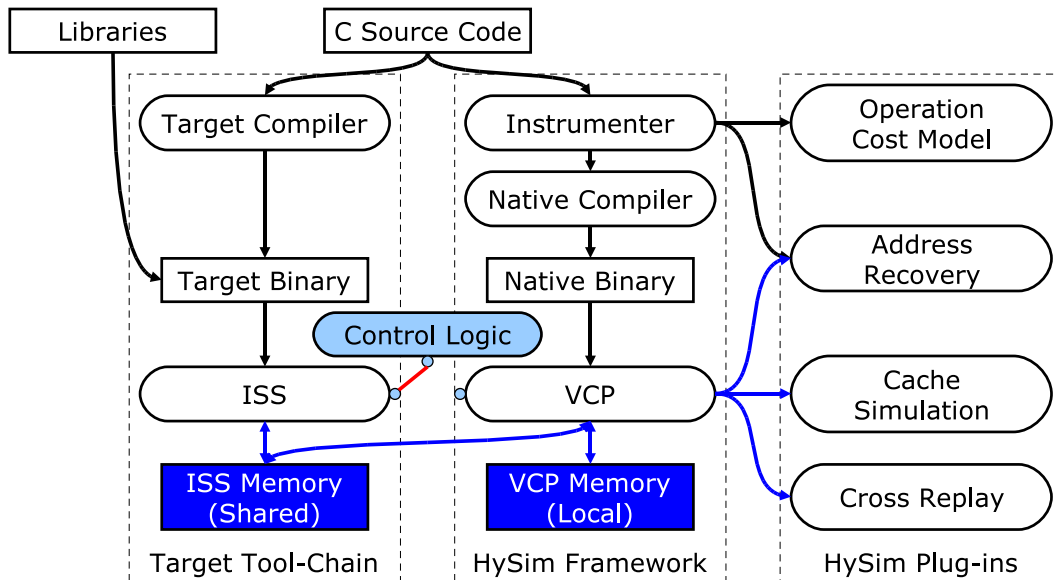 Libraries
C Source Code
Target Compiler
Instrumenter
Operation
Cost Model
Native Compiler
Address
Recovery
Target Binary
Native Binary
Control Logic
ISS
VCP
Cache
Simulation
ISS Memory
(Shared)
VCP Memory
(Local)
Cross Replay
Target Tool-Chain
HySim Framework
HySim Plug-ins